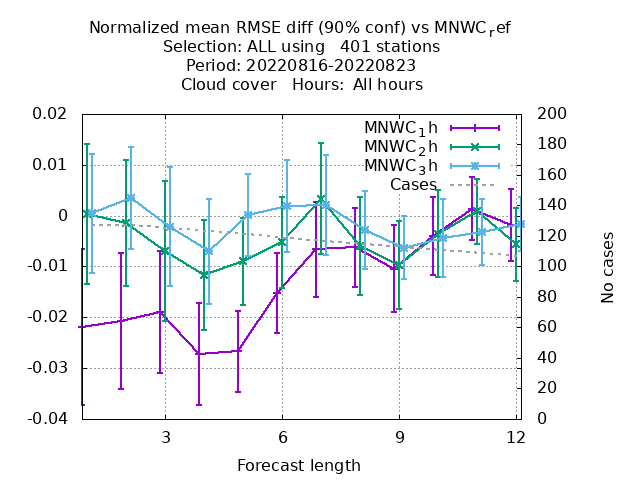 Normalized mean RMSE diff (90% conf) vs MNWC_ref
Selection: ALL using   401 stations
Period: 20220816-20220823
Cloud cover   Hours:  All hours
MNWC_1h
MNWC_2h
MNWC_3h
Cases
0.02
0.01
0
-0.01
-0.02
-0.03
-0.04
200
180
160
140
120
100
80
60
40
20
0
No cases
3 6 9 12
Forecast length